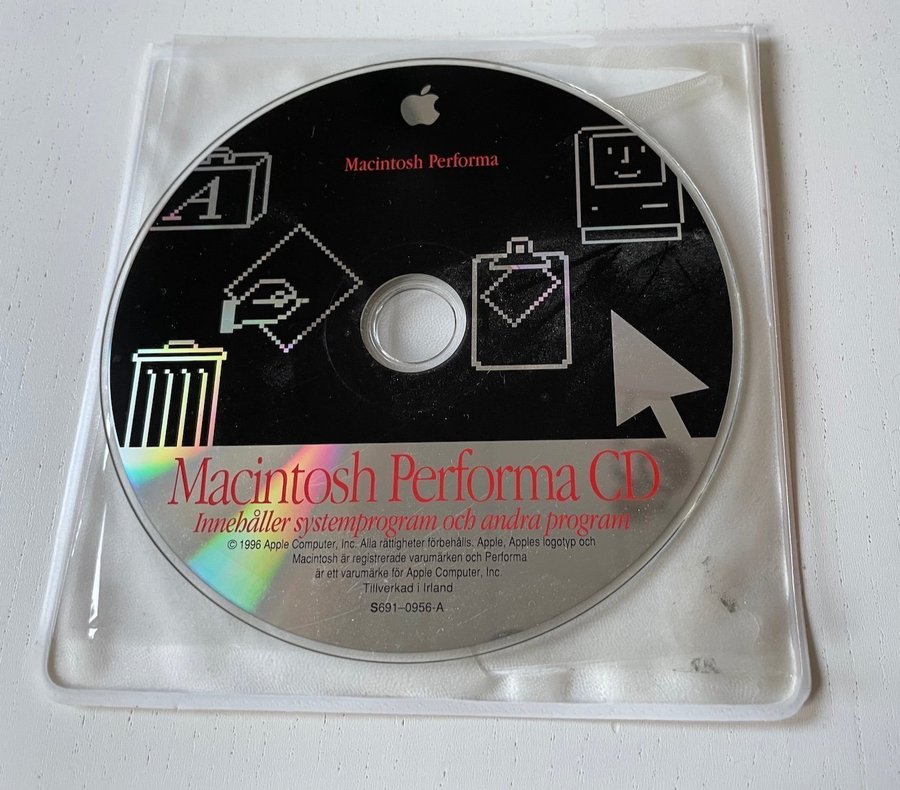 Macintosh Performa
A
Macintosh Performa CD
Innehåller systemprogram och andra program
© 1996 Apple Computer, Inc. Alla rättigheter förbehålls. Apple, Apples logotyp och
Macintosh är registrerade varumärken och Performa
är ett varumärke för Apple Computer, Inc.
Tillverkad i Irland
S691–0956-A